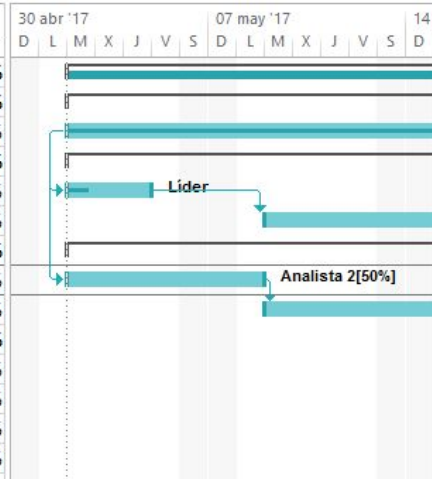 30 abr '17 07 may '17 14
D L M X J V S D L M X J V S D
Líder
Analista 2[50%]